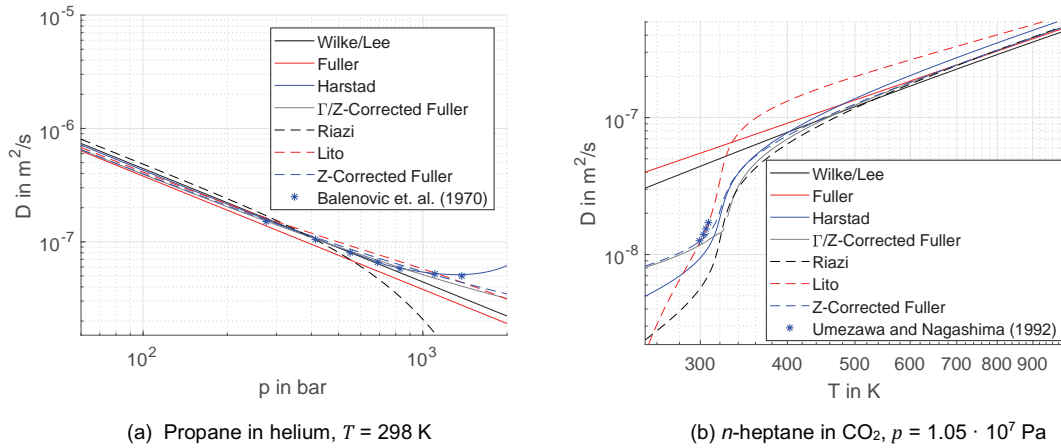 10^-5
10^-6
10^-7
D in m^2/s
Wilke/Lee
Fuller
Harstad
Γ/Z-Corrected Fuller
Riazi
Lito
Z-Corrected Fuller
Balenovic et. al. (1970)
10^2
10^3
p in bar
(a) Propane in helium, T = 298 K
10^-7
10^-8
D in m^2/s
Wilke/Lee
Fuller
Harstad
Γ/Z-Corrected Fuller
Riazi
Lito
Z-Corrected Fuller
Umezawa and Nagashima (1992)
300 400 500 600 700 800 900
T in K
(b) n-heptane in CO₂, p = 1.05 · 10^7 Pa